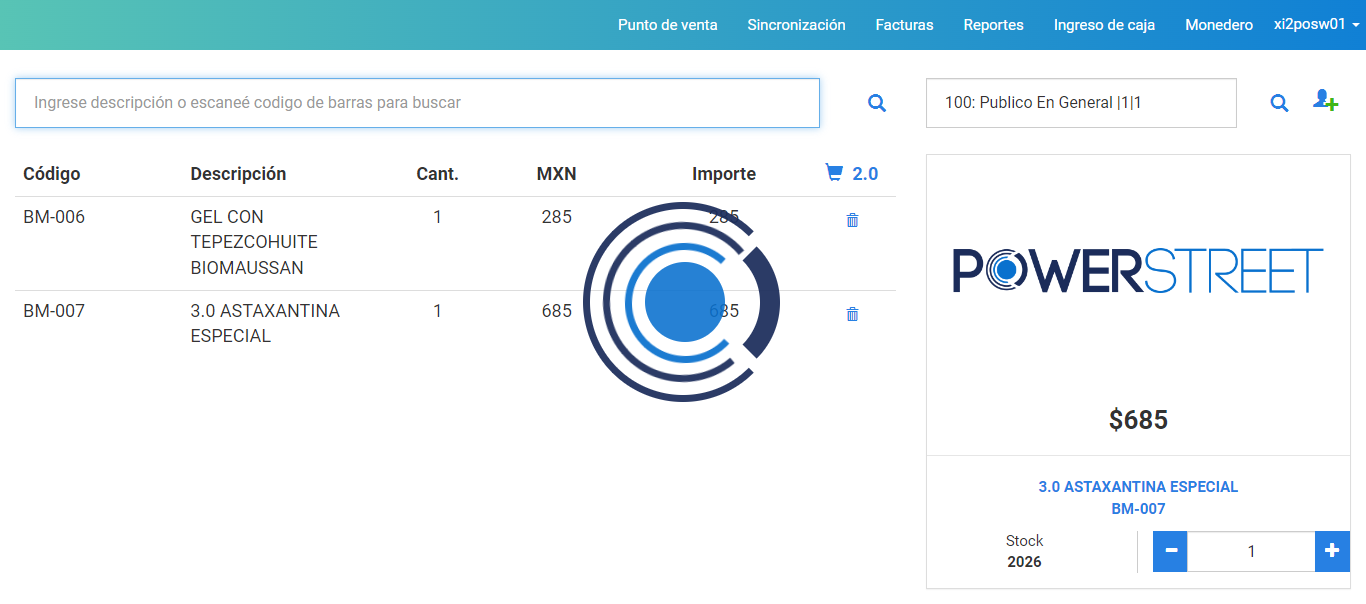 Punto de venta Sincronización Facturas Reportes Ingreso de caja Monedero xi2posw01
Ingrese descripción o escaneé codigo de barras para buscar
100: Publico En General |1|1
Código Descripción Cant. MXN Importe 2.0
BM-006 GEL CON 1 285 285
TEPEZCOHUITE
BIOMAUSSAN
BM-007 3.0 ASTAXANTINA 1 685 685
ESPECIAL
POWERSTREET
$685
3.0 ASTAXANTINA ESPECIAL
BM-007
Stock
2026
1